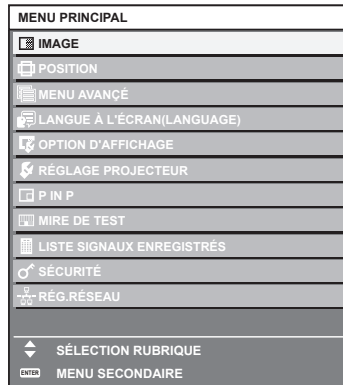 MENU PRINCIPAL
IMAGE
POSITION
MENU AVANÇÉ
LANGUE À L'ÉCRAN(LANGUAGE)
OPTION D'AFFICHAGE
RÉGLAGE PROJECTEUR
P IN P
MIRE DE TEST
LISTE SIGNAUX ENREGISTRÉS
SÉCURITÉ
RÉG.RÉSEAU
SÉLECTION RUBRIQUE
ENTER MENU SECONDAIRE